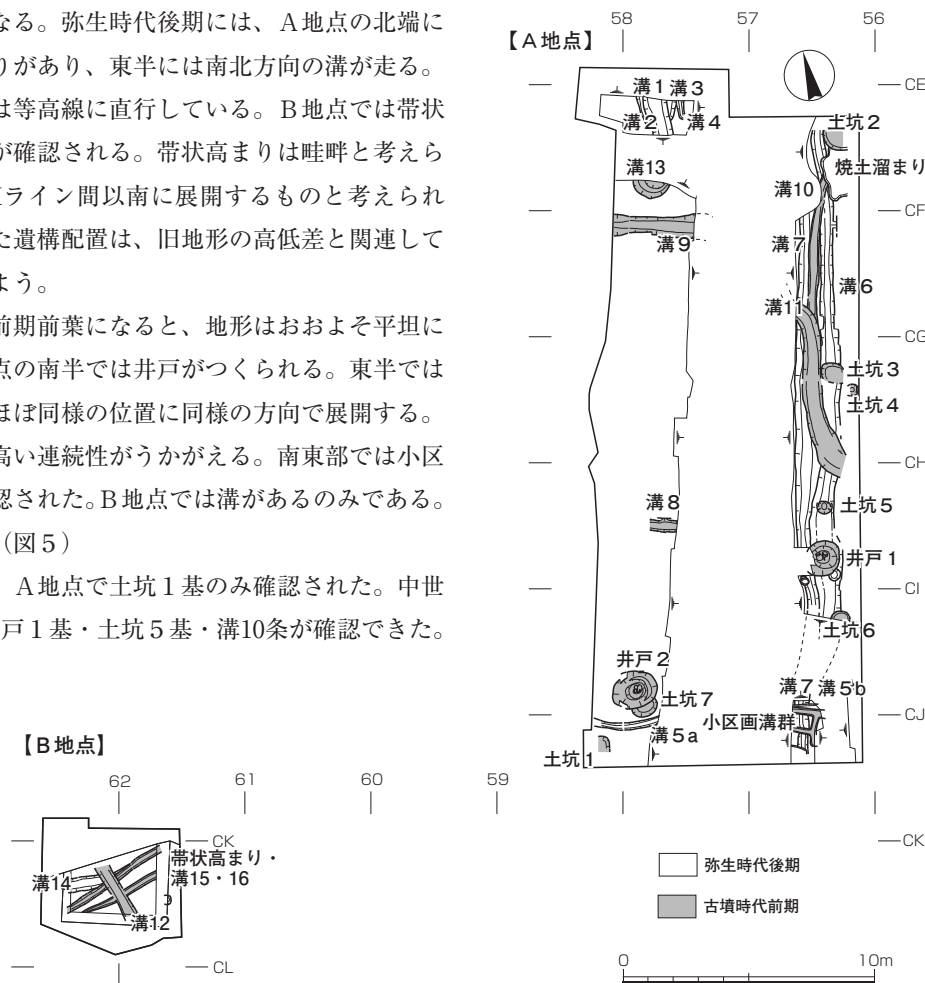 なる。弥生時代後期には、A地点の北端に
りがあり、東半には南北方向の溝が走る。
は等高線に直行している。B地点では帯状
が確認される。帯状高まりは畦畔と考えら
ライン間以南に展開するものと考えられ
た遺構配置は、旧地形の高低差と関連して
よう。
前期前葉になると、地形はおおよそ平坦に
点の南半では井戸がつくられる。東半では
ほぼ同様の位置に同様の方向で展開する。
高い連続性がうかがえる。南東部では小区
認された。B地点では溝があるのみである。
（図５）
A地点で土坑１基のみ確認された。中世
戸１基・土坑５基・溝10条が確認できた。
【A地点】
58
57
56
CE
溝１
溝３
溝２
溝４
土坑２
焼土溜まり
溝13
溝10
CF
溝９
溝７
溝６
溝11
CG
土坑３
土坑４
CH
溝８
土坑５
井戸１
CI
土坑６
井戸２
土坑７
溝７
溝５b
小区画溝群
CJ
溝５a
土坑１
【B地点】
62
61
60
59
CK
CK
帯状高まり・
溝15・16
溝14
溝12
CL
弥生時代後期
古墳時代前期
0
10m